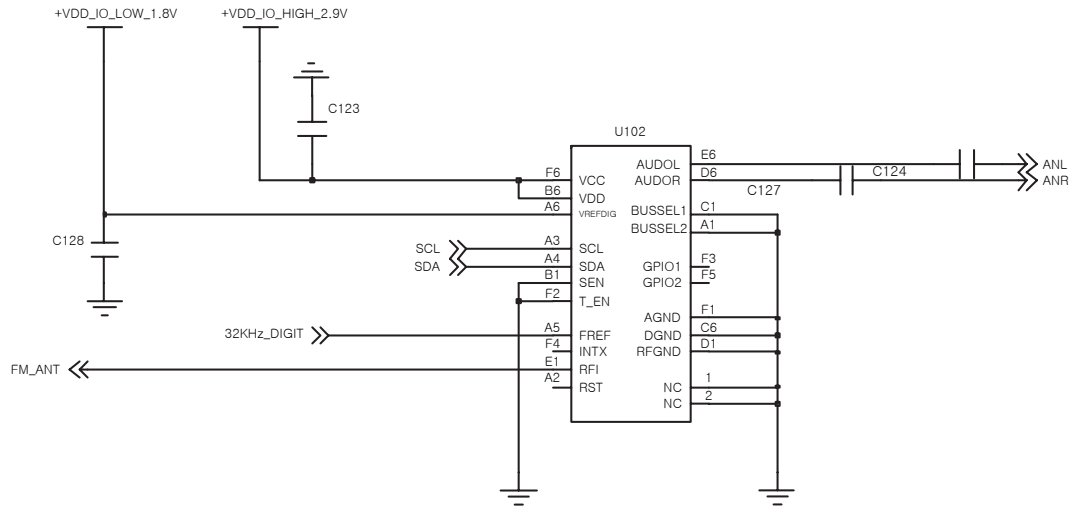 +VDD_IO_LOW_1.8V
+VDD_IO_HIGH_2.9V
C123
U102
AUDOL
E6
ANL
F6
VCC
AUDOR
D6
C124
ANR
B6
VDD
C127
A6
VREFDIG
BUSSEL1
C1
BUSSEL2
A1
C128
SCL
A3
SCL
SDA
A4
SDA
GPIO1
F3
B1
SEN
GPIO2
F5
F2
T_EN
AGND
F1
32KHz_DIGIT
A5
FREF
DGND
C6
F4
INTX
RFGND
D1
FM_ANT
E1
RFI
A2
RST
NC
1
NC
2